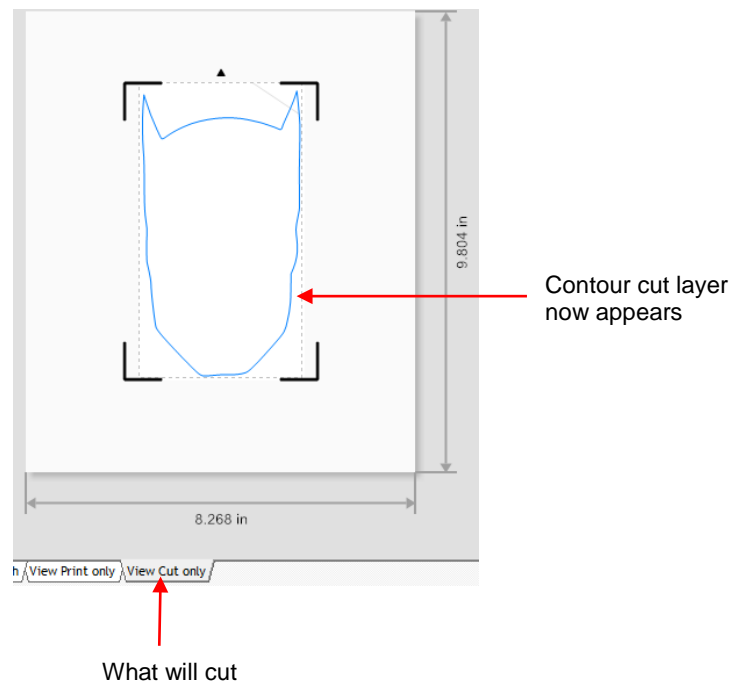 9.804 in
Contour cut layer
now appears
8.268 in
h View Print only View Cut only
What will cut